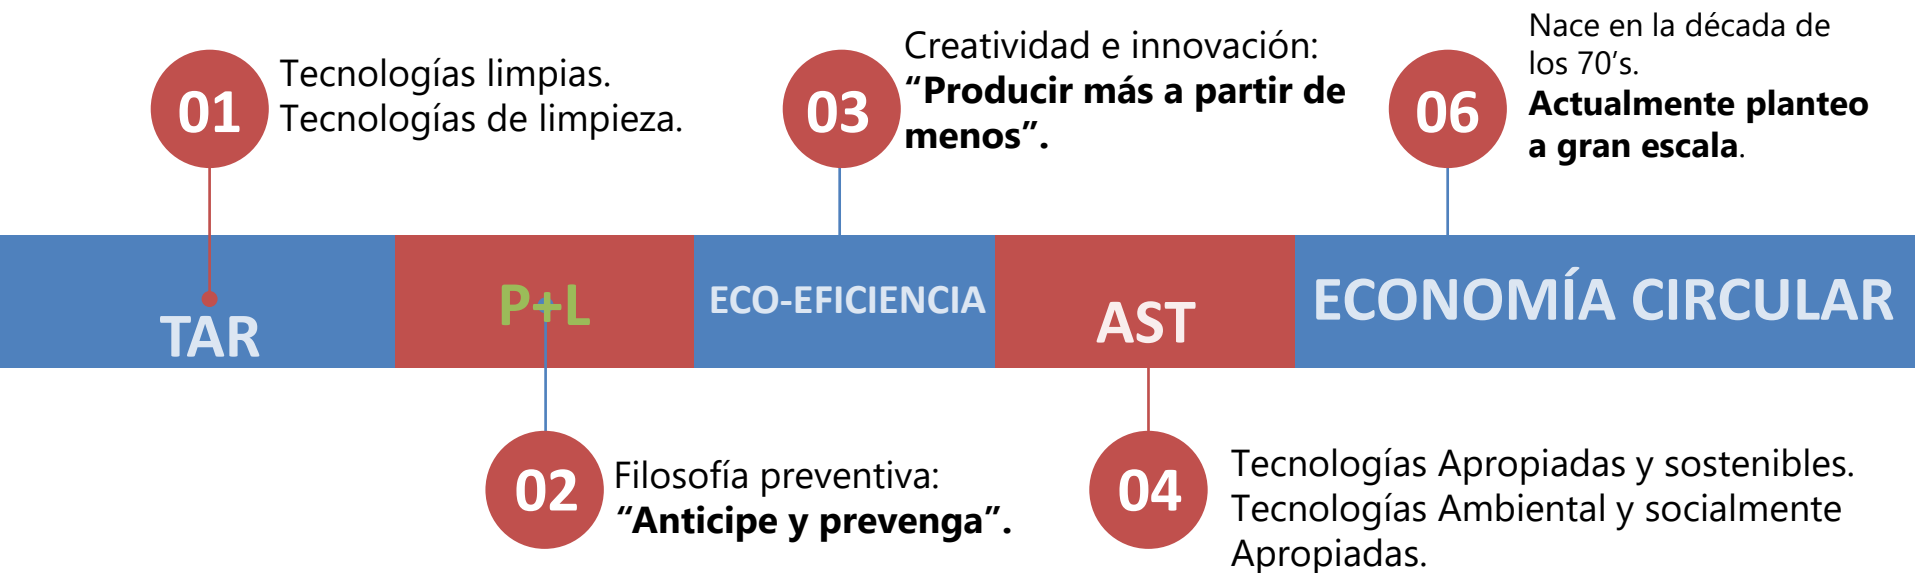 01
Tecnologías limpias.
Tecnologías de limpieza.
03
Creatividad e innovación:
“Producir más a partir de
menos”.
06
Nace en la década de
los 70’s.
Actualmente planteo
a gran escala.
TAR
P+L
ECO-EFICIENCIA
AST
ECONOMÍA CIRCULAR
02
Filosofía preventiva:
“Anticipe y prevenga”.
04
Tecnologías Apropiadas y sostenibles.
Tecnologías Ambiental y socialmente
Apropiadas.